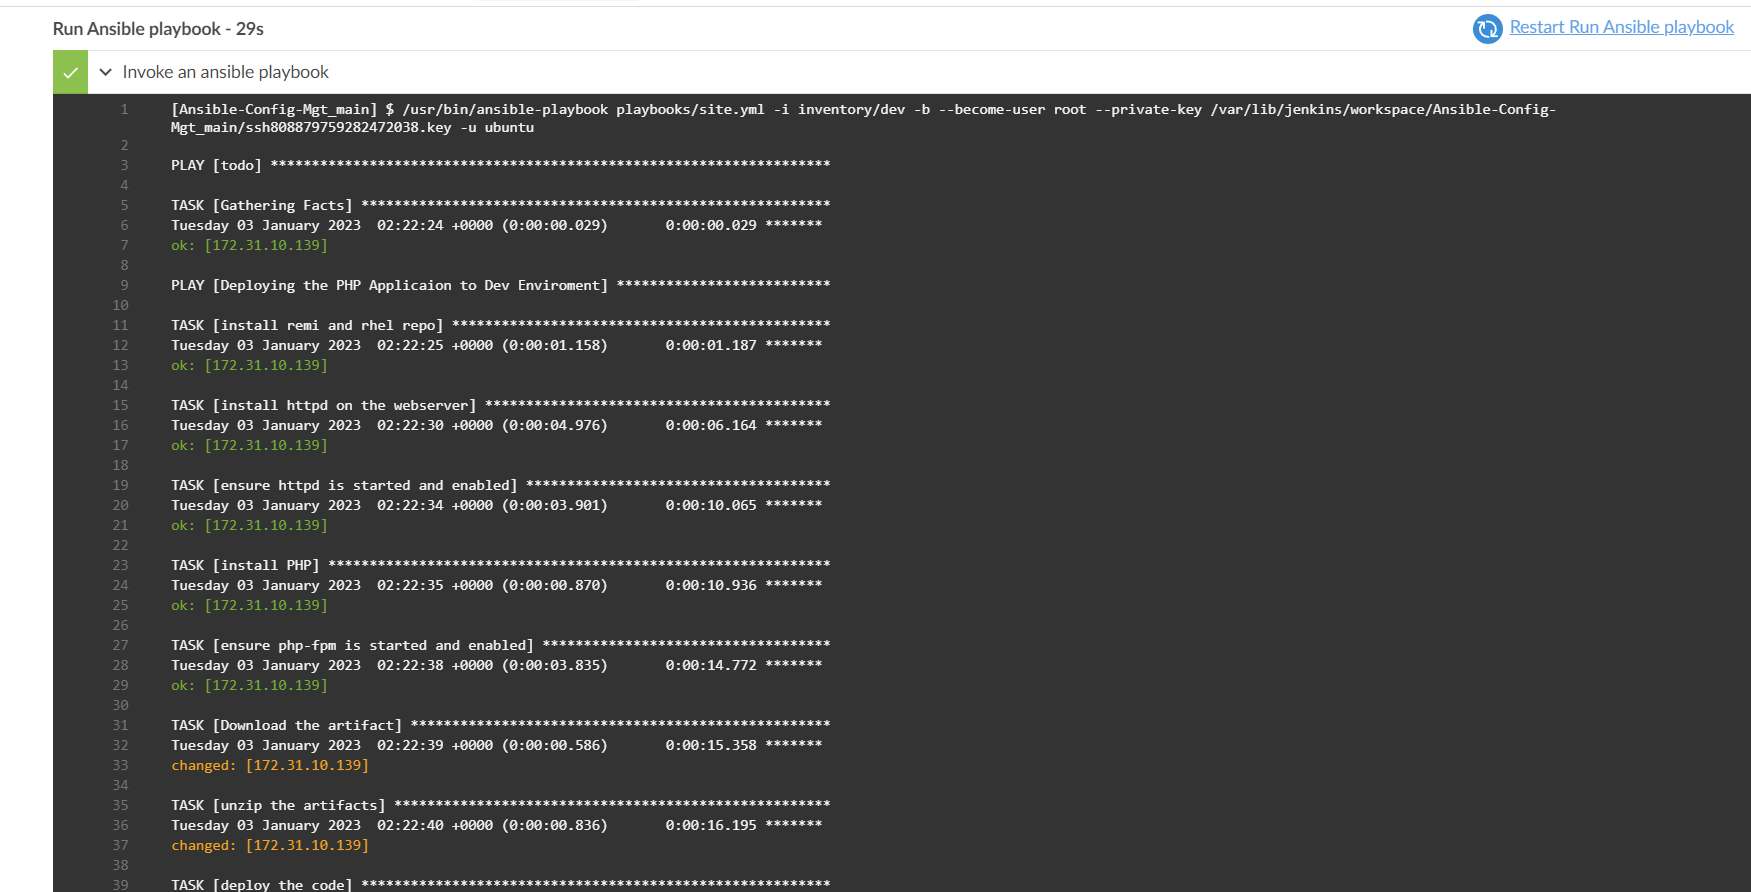 Run Ansible playbook - 29s
Restart Run Ansible playbook
Invoke an ansible playbook
1 [Ansible-Config-Mgt_main] $ /usr/bin/ansible-playbook playbooks/site.yml -i inventory/dev -b --become-user root --private-key /var/lib/jenkins/workspace/Ansible-Config-
Mgt_main/ssh808879759282472038.key -u ubuntu
2
3 PLAY [todo] ********************************************************************
4
5 TASK [Gathering Facts] *********************************************************
6 Tuesday 03 January 2023  02:22:24 +0000 (0:00:00.029)       0:00:00.029 *******
7 ok: [172.31.10.139]
8
9 PLAY [Deploying the PHP Applicaion to Dev Enviroment] **************************
10
11 TASK [install remi and rhel repo] **********************************************
12 Tuesday 03 January 2023  02:22:25 +0000 (0:00:01.158)       0:00:01.187 *******
13 ok: [172.31.10.139]
14
15 TASK [install httpd on the webserver] ******************************************
16 Tuesday 03 January 2023  02:22:30 +0000 (0:00:04.976)       0:00:06.164 *******
17 ok: [172.31.10.139]
18
19 TASK [ensure httpd is started and enabled] *************************************
20 Tuesday 03 January 2023  02:22:34 +0000 (0:00:03.901)       0:00:10.065 *******
21 ok: [172.31.10.139]
22
23 TASK [install PHP] *************************************************************
24 Tuesday 03 January 2023  02:22:35 +0000 (0:00:00.870)       0:00:10.936 *******
25 ok: [172.31.10.139]
26
27 TASK [ensure php-fpm is started and enabled] ***********************************
28 Tuesday 03 January 2023  02:22:38 +0000 (0:00:03.835)       0:00:14.772 *******
29 ok: [172.31.10.139]
30
31 TASK [Download the artifact] ***************************************************
32 Tuesday 03 January 2023  02:22:39 +0000 (0:00:00.586)       0:00:15.358 *******
33 changed: [172.31.10.139]
34
35 TASK [unzip the artifacts] *****************************************************
36 Tuesday 03 January 2023  02:22:40 +0000 (0:00:00.836)       0:00:16.195 *******
37 changed: [172.31.10.139]
38
39 TASK [deploy the code] *********************************************************